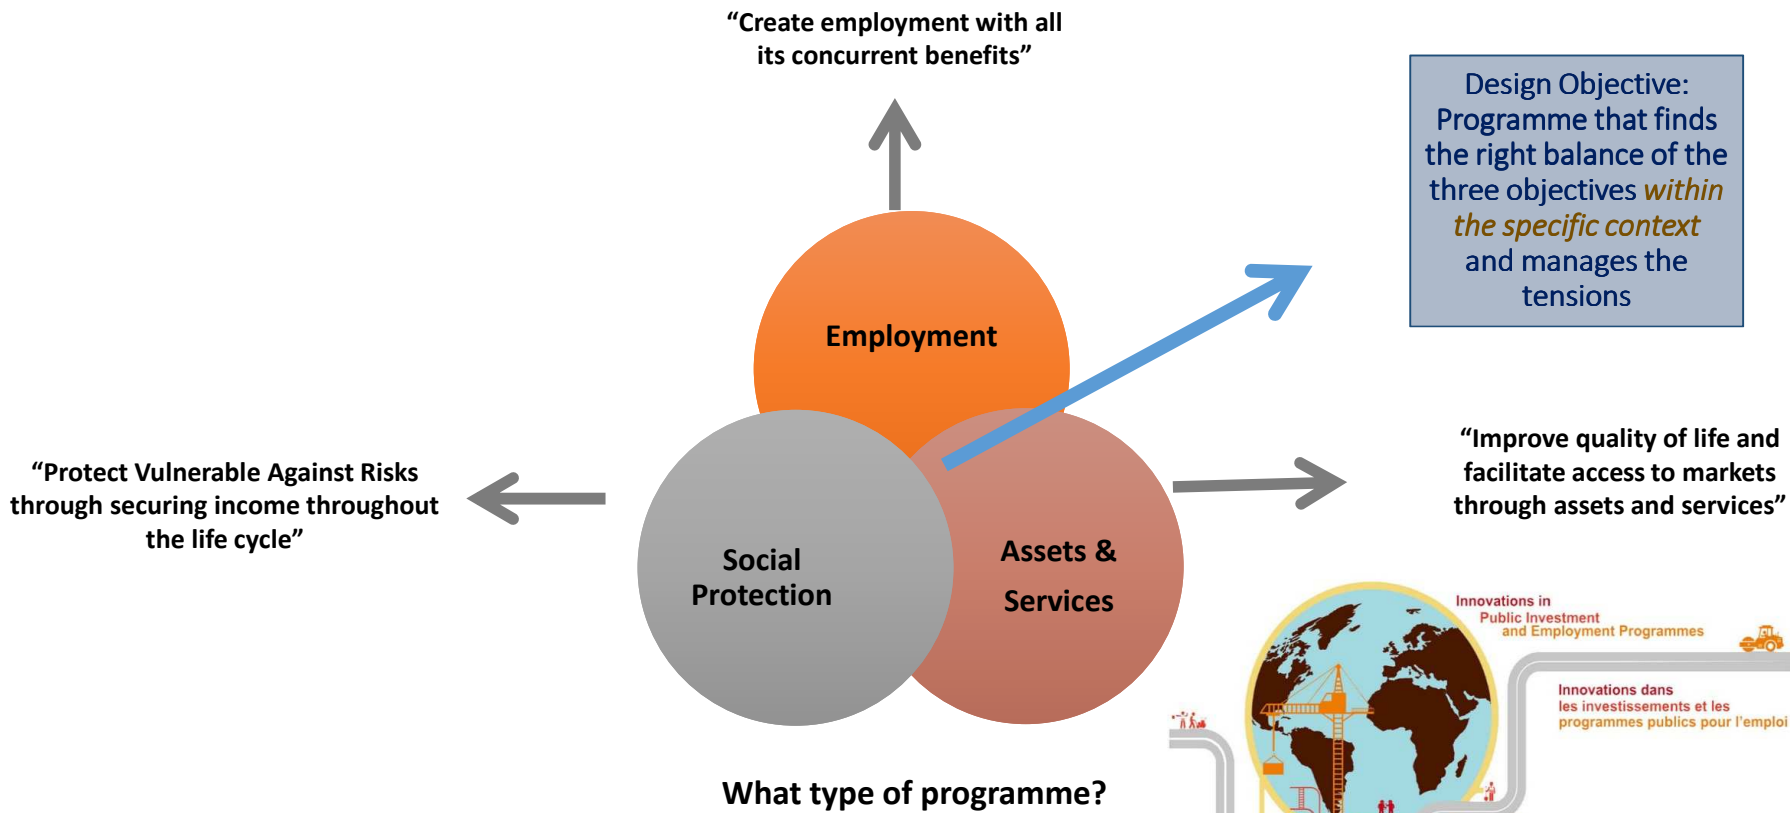 “Create employment with all
its concurrent benefits”
Design Objective:
Programme that finds
the right balance of the
three objectives within
the specific context
and manages the
tensions
Employment
“Protect Vulnerable Against Risks
through securing income throughout
the life cycle”
“Improve quality of life and
facilitate access to markets
through assets and services”
Social
Protection
Assets &
Services
Innovations in
Public Investment
and Employment Programmes
Innovations dans
les investissements et les
programmes publics pour l’emploi
What type of programme?